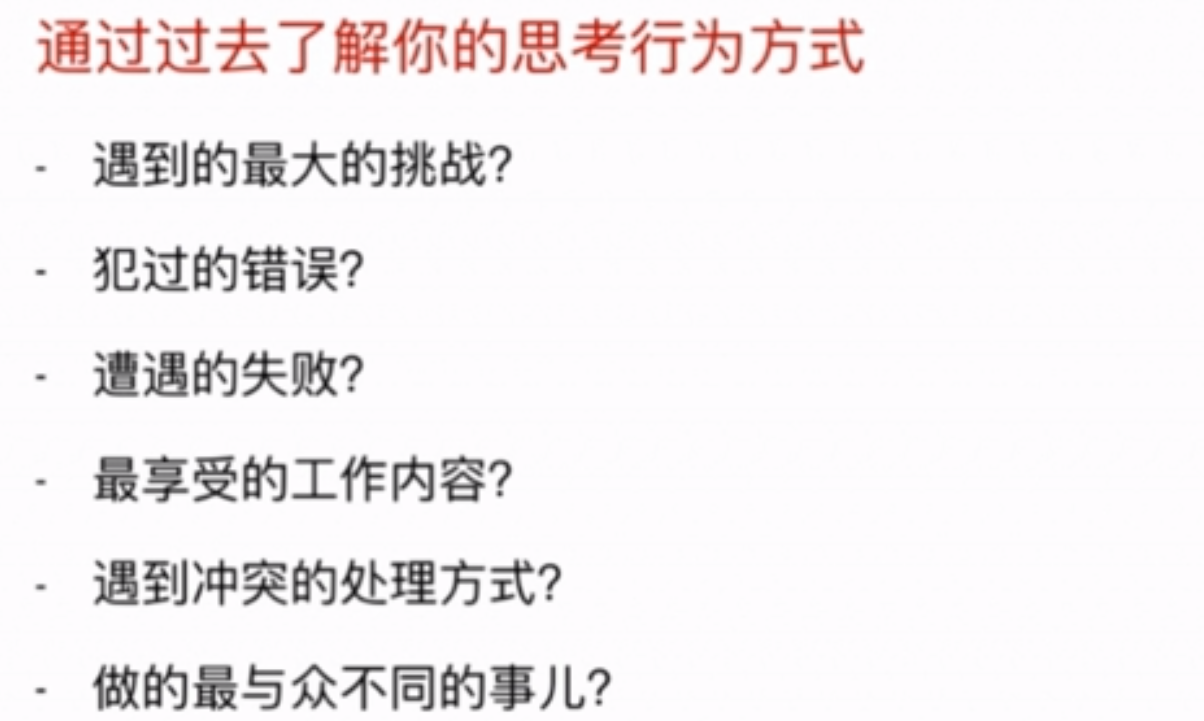 通过过去了解你的思考行为方式
- 遇到的最大的挑战?
- 犯过的错误?
- 遭遇的失败?
- 最享受的工作内容?
- 遇到冲突的处理方式?
- 做的最与众不同的事儿?